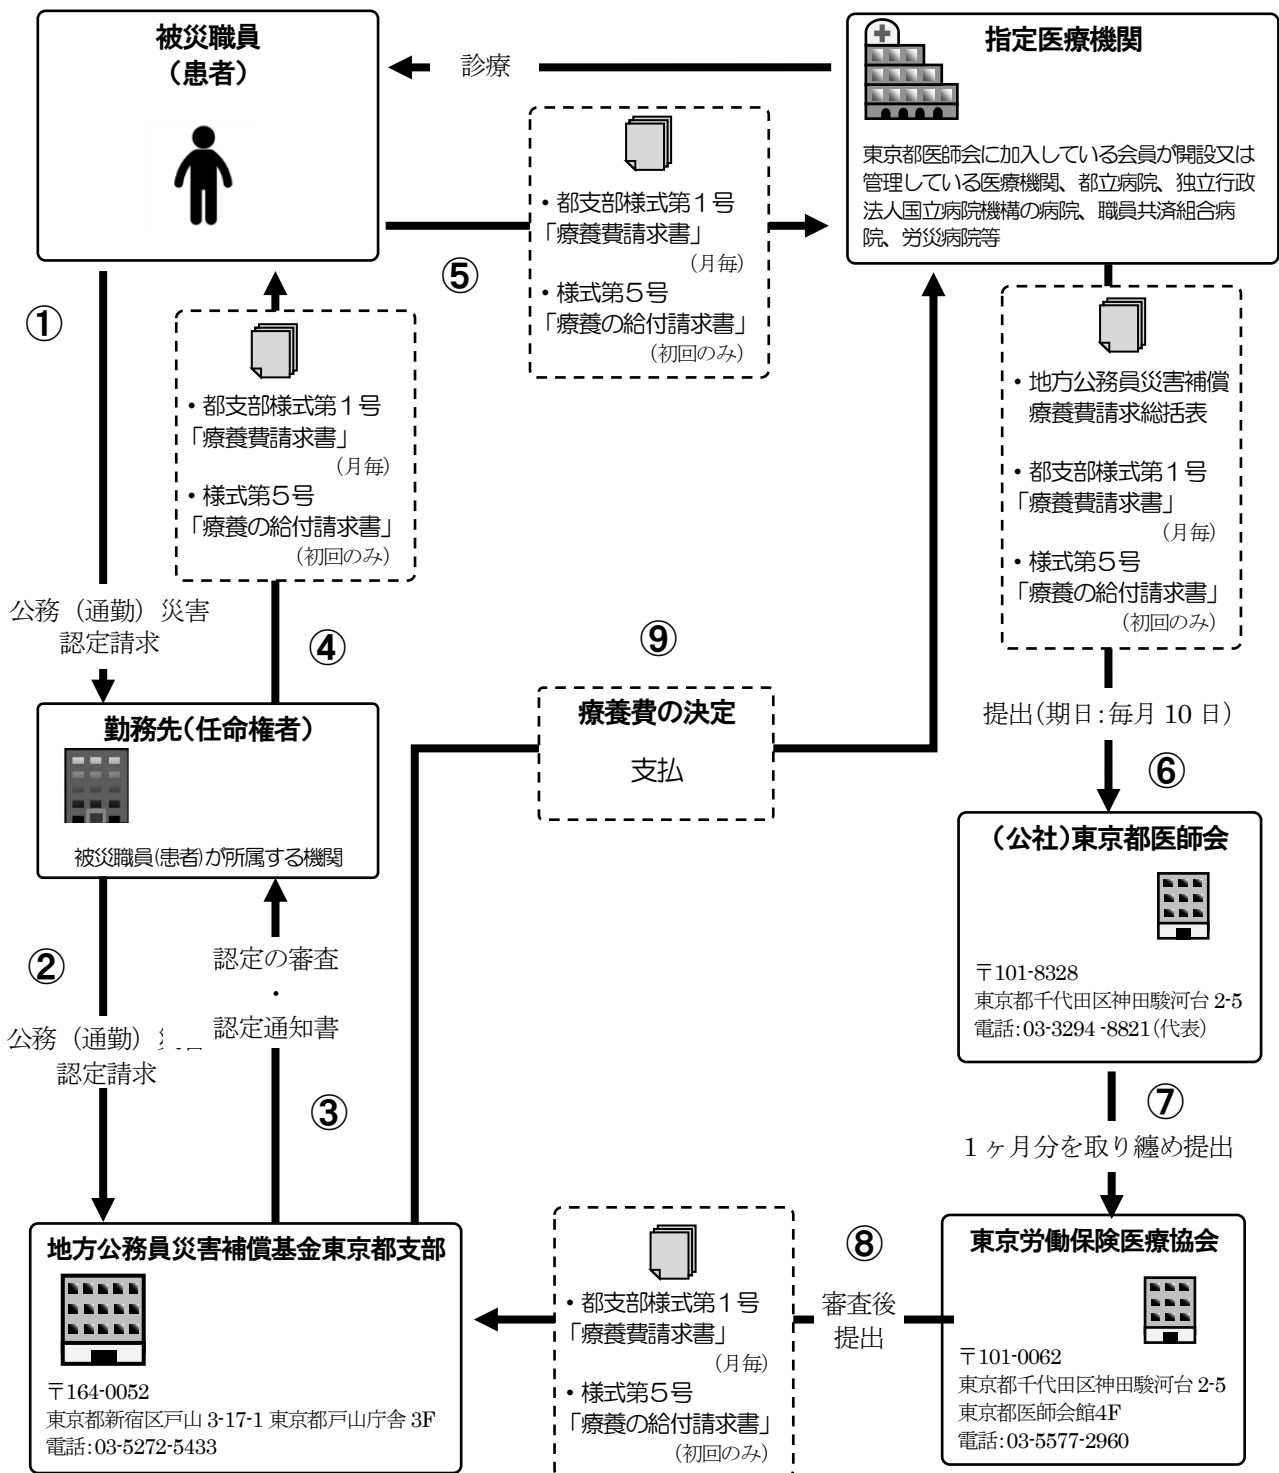 被災職員
（患者）
診療
指定医療機関
東京都医師会に加入している会員が開設又は
管理している医療機関、都立病院、独立行政
法人国立病院機構の病院、職員共済組合病
院、労災病院等
・都支部様式第１号
「療養費請求書」
（月毎）
・様式第５号
「療養の給付請求書」
（初回のみ）
⑤
①
・都支部様式第１号
「療養費請求書」
（月毎）
・様式第５号
「療養の給付請求書」
（初回のみ）
・地方公務員災害補償
療養費請求総括表
・都支部様式第１号
「療養費請求書」
（月毎）
・様式第５号
「療養の給付請求書」
（初回のみ）
公務（通勤）災害
認定請求
④
⑨
療養費の決定
支払
提出（期日：毎月 10 日）
⑥
勤務先（任命権者）
被災職員(患者)が所属する機関
（公社）東京都医師会
〒101-8328
東京都千代田区神田駿河台 2-5
電話：03-3294 -8821（代表）
②
認定の審査
・
認定通知書
公務（通勤）
認定請求
③
⑦
1 ヶ月分を取り纏め提出
地方公務員災害補償基金東京都支部
〒164-0052
東京都新宿区戸山 3-17-1 東京都戸山庁舎 3F
電話：03-5272-5433
・都支部様式第１号
「療養費請求書」
（月毎）
・様式第５号
「療養の給付請求書」
（初回のみ）
⑧
審査後
提出
東京労働保険医療協会
〒101-0062
東京都千代田区神田駿河台 2-5
東京都医師会館4F
電話：03-5577-2960